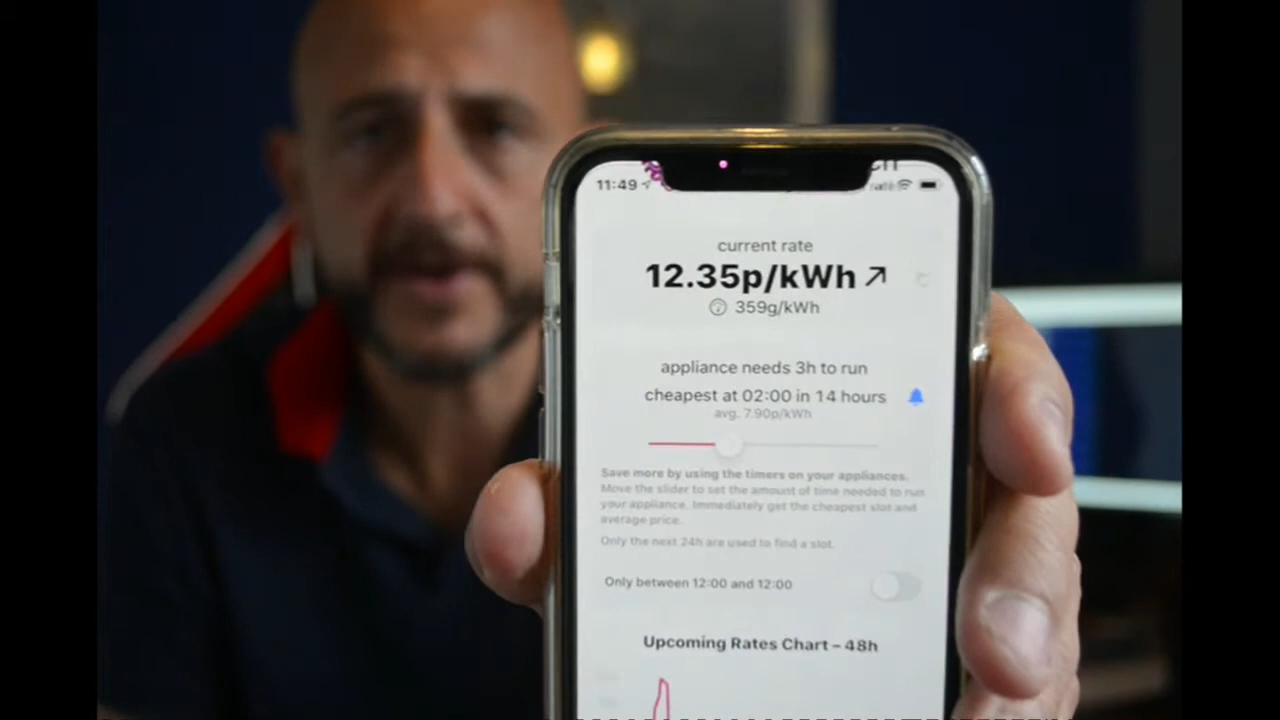 11:49
current rate
12.35p/kWh
359g/kWh
appliance needs 3h to run
cheapest at 02:00 in 14 hours
avg. 7.90p/kWh
Save more by using the timers on your appliances.
Move the slider to set the amount of time needed to run
your appliance. Immediately get the cheapest slot and
average price.
Only the next 24h are used to find a slot.
Only between 12:00 and 12:00
Upcoming Rates Chart – 48h